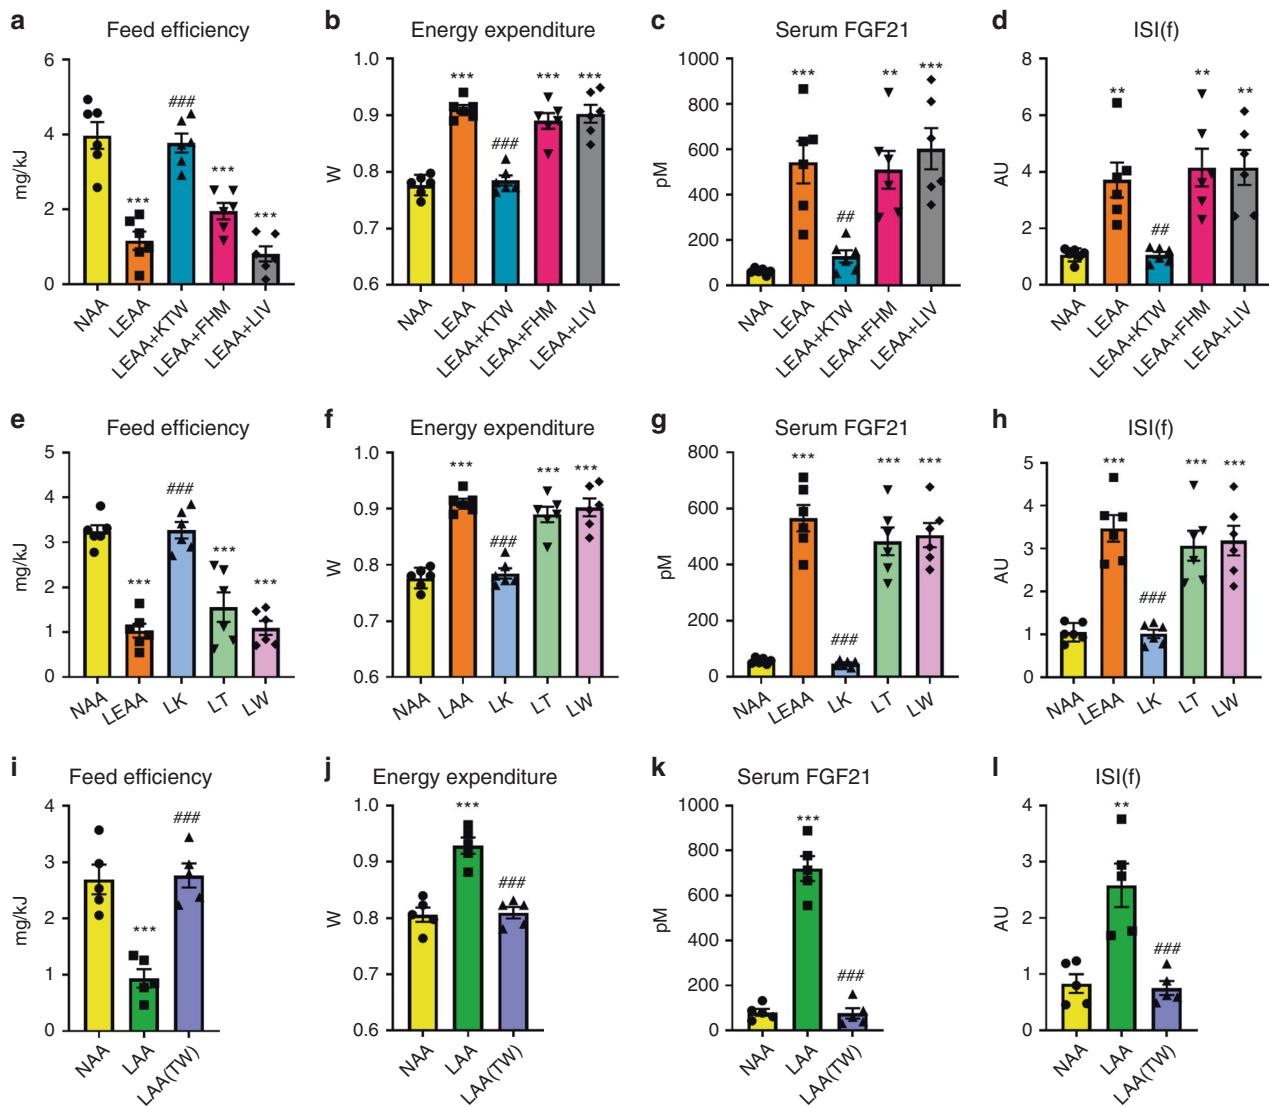 a
Feed efficiency
mg/kJ
6
4
2
0
***
###
***
***
NAA
LEAA
LEAA+KTW
LEAA+FHM
LEAA+LIV
b
Energy expenditure
W
1.0
0.9
0.8
0.7
0.6
***
###
***
***
NAA
LEAA
LEAA+KTW
LEAA+FHM
LEAA+LIV
c
Serum FGF21
pM
1000
800
600
400
200
0
***
##
**
***
NAA
LEAA
LEAA+KTW
LEAA+FHM
LEAA+LIV
d
ISI(f)
AU
8
6
4
2
0
**
##
**
**
NAA
LEAA
LEAA+KTW
LEAA+FHM
LEAA+LIV
e
Feed efficiency
mg/kJ
5
4
3
2
1
0
***
###
***
***
NAA
LEAA
LK
LT
LW
f
Energy expenditure
W
1.0
0.9
0.8
0.7
0.6
***
###
***
***
NAA
LAA
LK
LT
LW
g
Serum FGF21
pM
800
600
400
200
0
***
###
***
***
NAA
LEAA
LK
LT
LW
h
ISI(f)
AU
5
4
3
2
1
0
***
###
***
***
NAA
LEAA
LK
LT
LW
i
Feed efficiency
mg/kJ
4
3
2
1
0
***
###
NAA
LAA
LAA(TW)
j
Energy expenditure
W
1.0
0.9
0.8
0.7
0.6
***
###
NAA
LAA
LAA(TW)
k
Serum FGF21
pM
1000
800
600
400
200
0
***
###
NAA
LAA
LAA(TW)
l
ISI(f)
AU
4
3
2
1
0
**
###
NAA
LAA
LAA(TW)